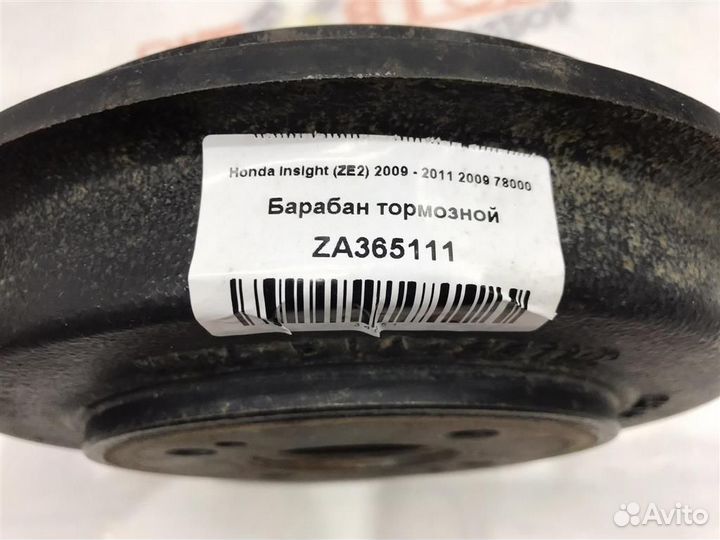 Honda Insight (ZE2) 2009 - 2011 2009 78000
Барабан тормозной
ZA365111
Avito